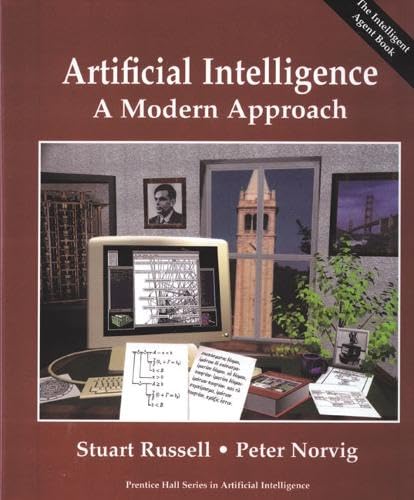 The Intelligent
Agent Book
Artificial Intelligence
A Modern Approach
Stuart Russell • Peter Norvig
Prentice Hall Series in Artificial Intelligence